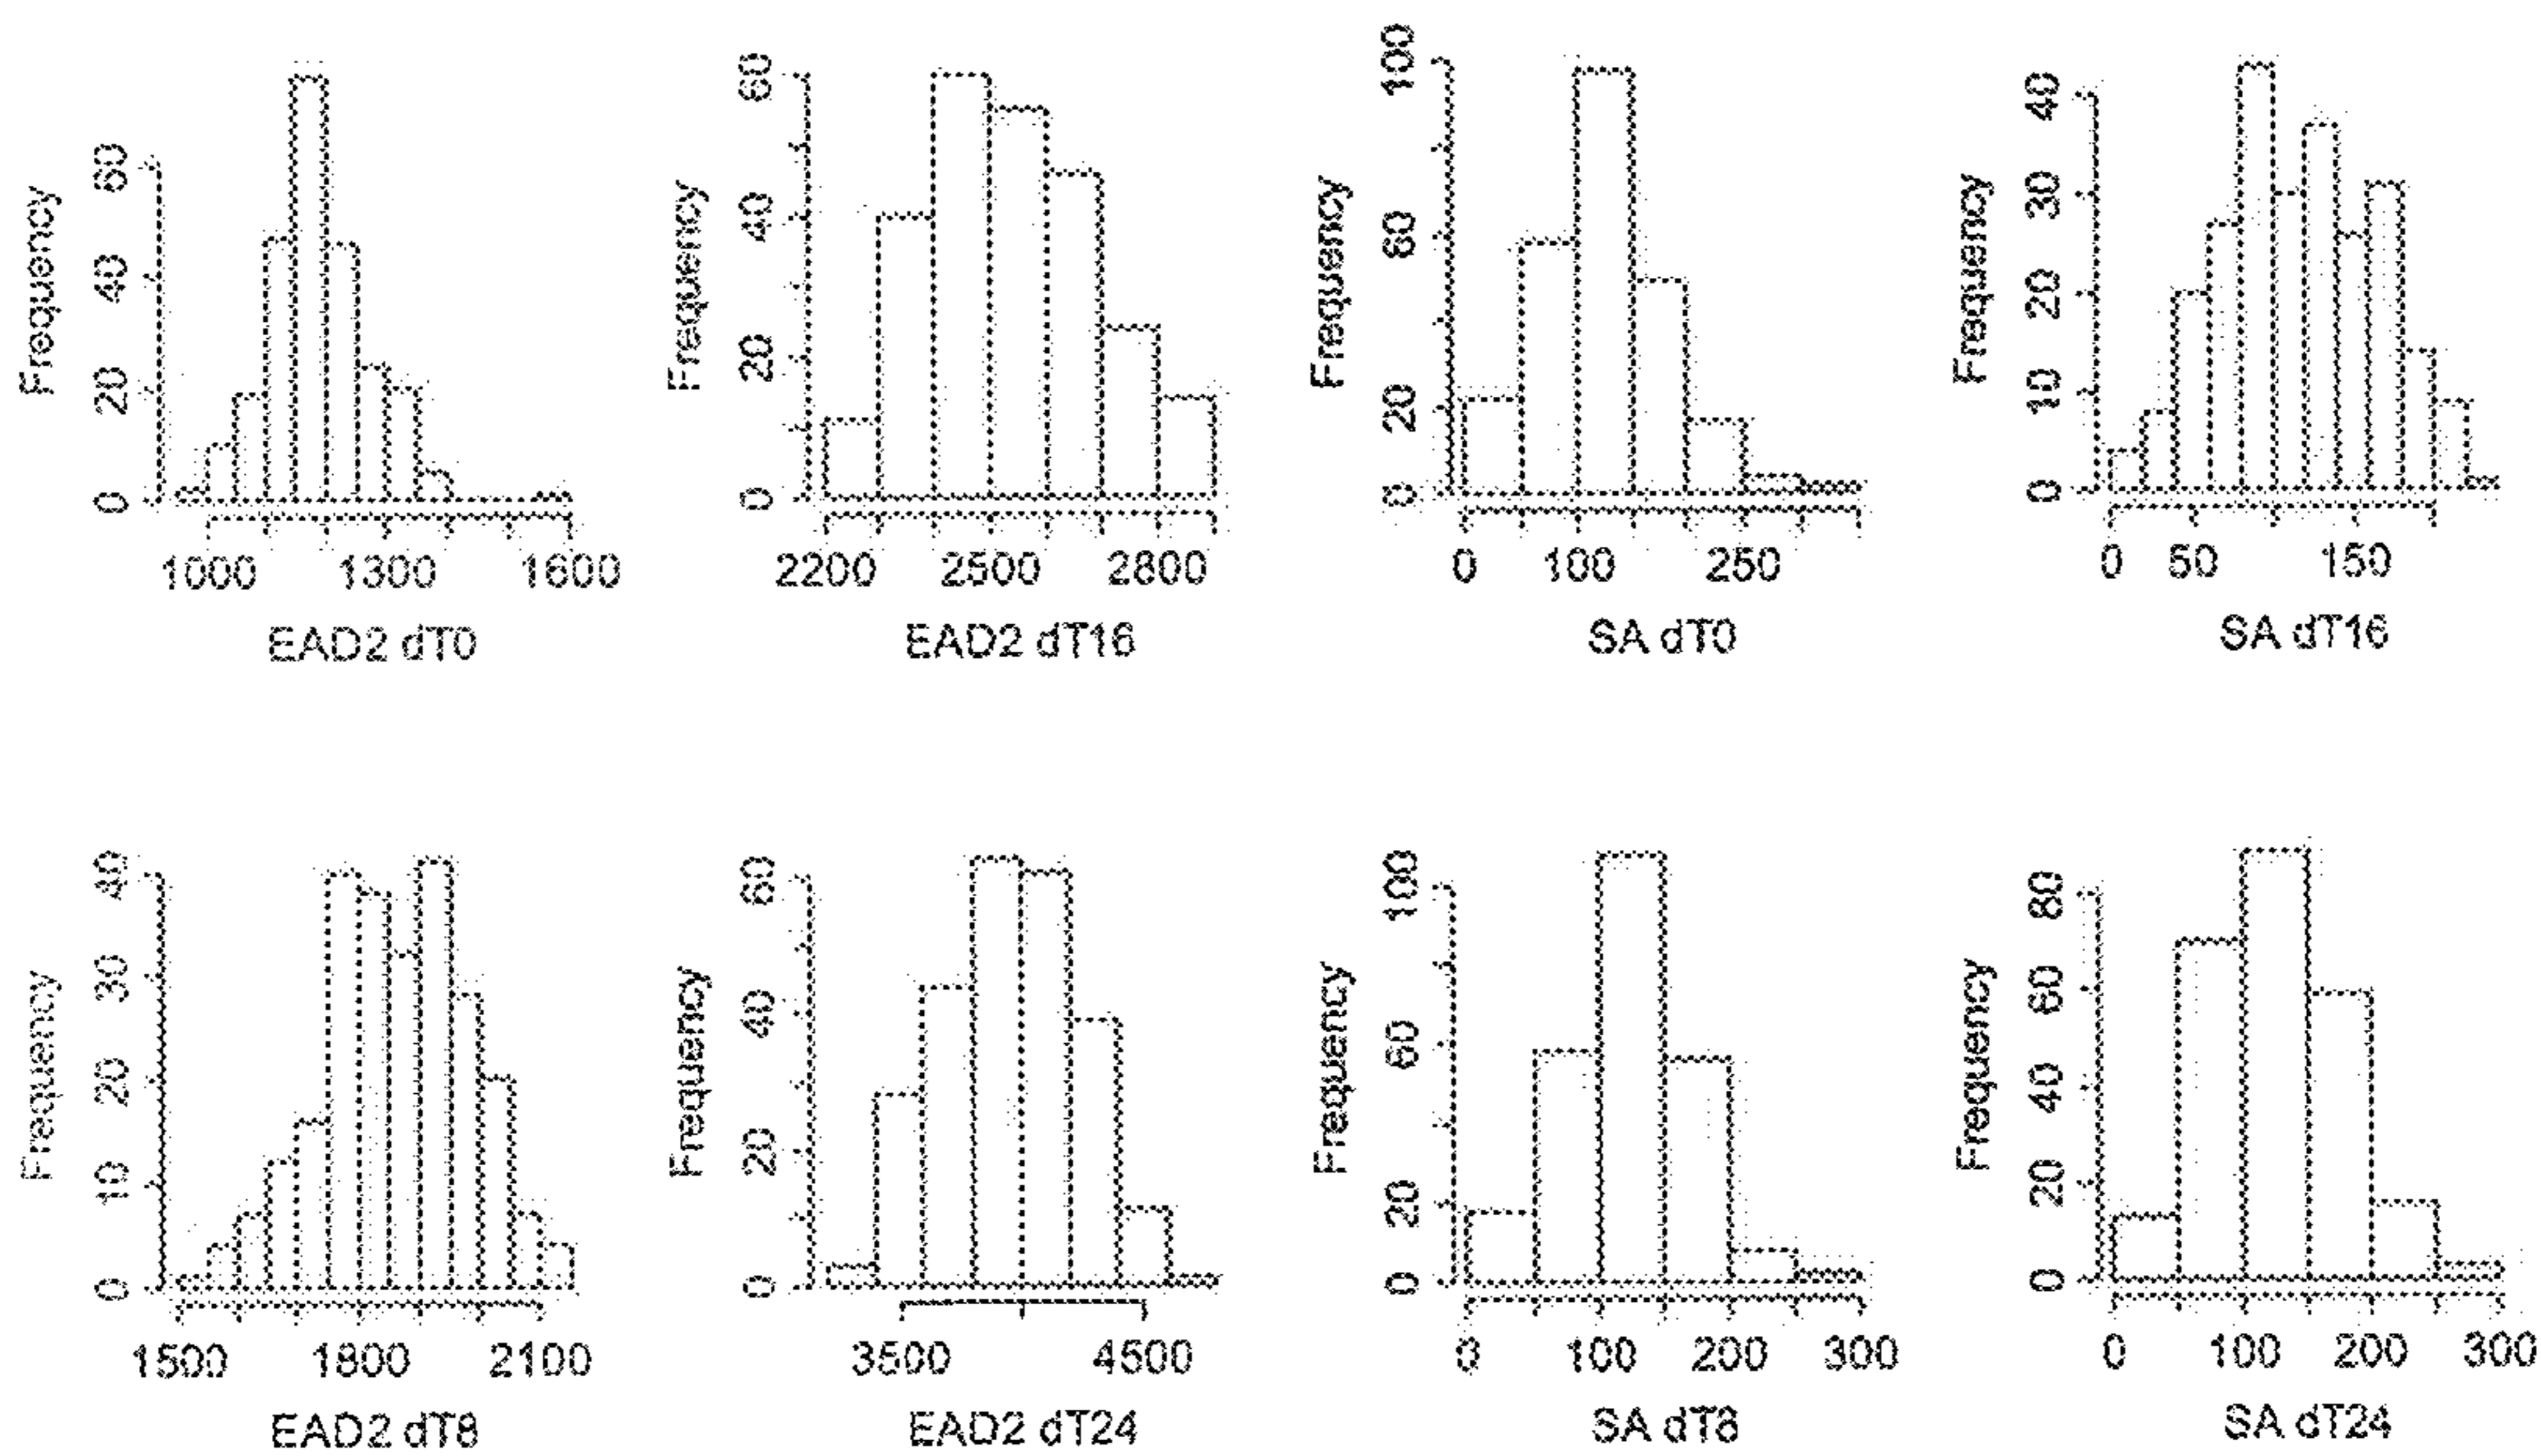 Frequency
0 20 40 60
1000 1300 1600
EAD2 dT0
Frequency
0 20 40 60
2200 2500 2800
EAD2 dT16
Frequency
0 20 60 100
0 100 250
SA dT0
Frequency
0 10 20 30 40
0 50 150
SA dT16
Frequency
0 10 20 30 40
1500 1800 2100
EAD2 dT8
Frequency
0 20 40 60
3500 4500
EAD2 dT24
Frequency
0 20 60 100
0 100 200 300
SA dT8
Frequency
0 20 40 60 80
0 100 200 300
SA dT24